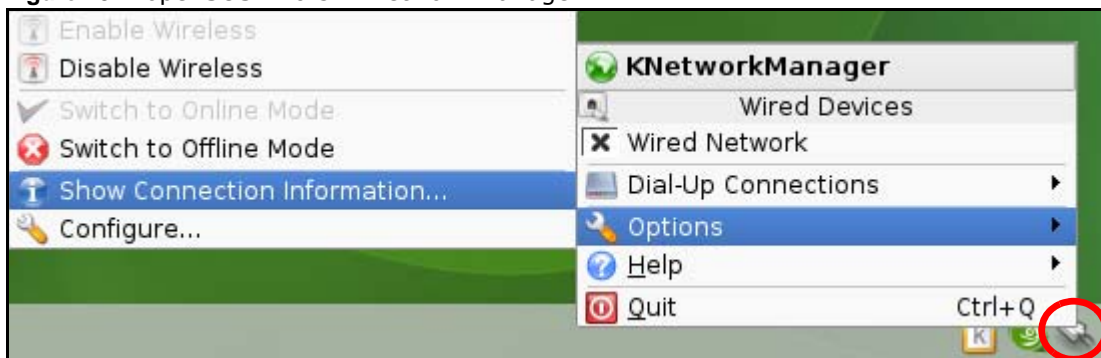 Enable Wireless
Disable Wireless
Switch to Online Mode
Switch to Offline Mode
Show Connection Information...
Configure...
KNetworkManager
Wired Devices
Wired Network
Dial-Up Connections
Options
Help
Quit Ctrl+Q
K